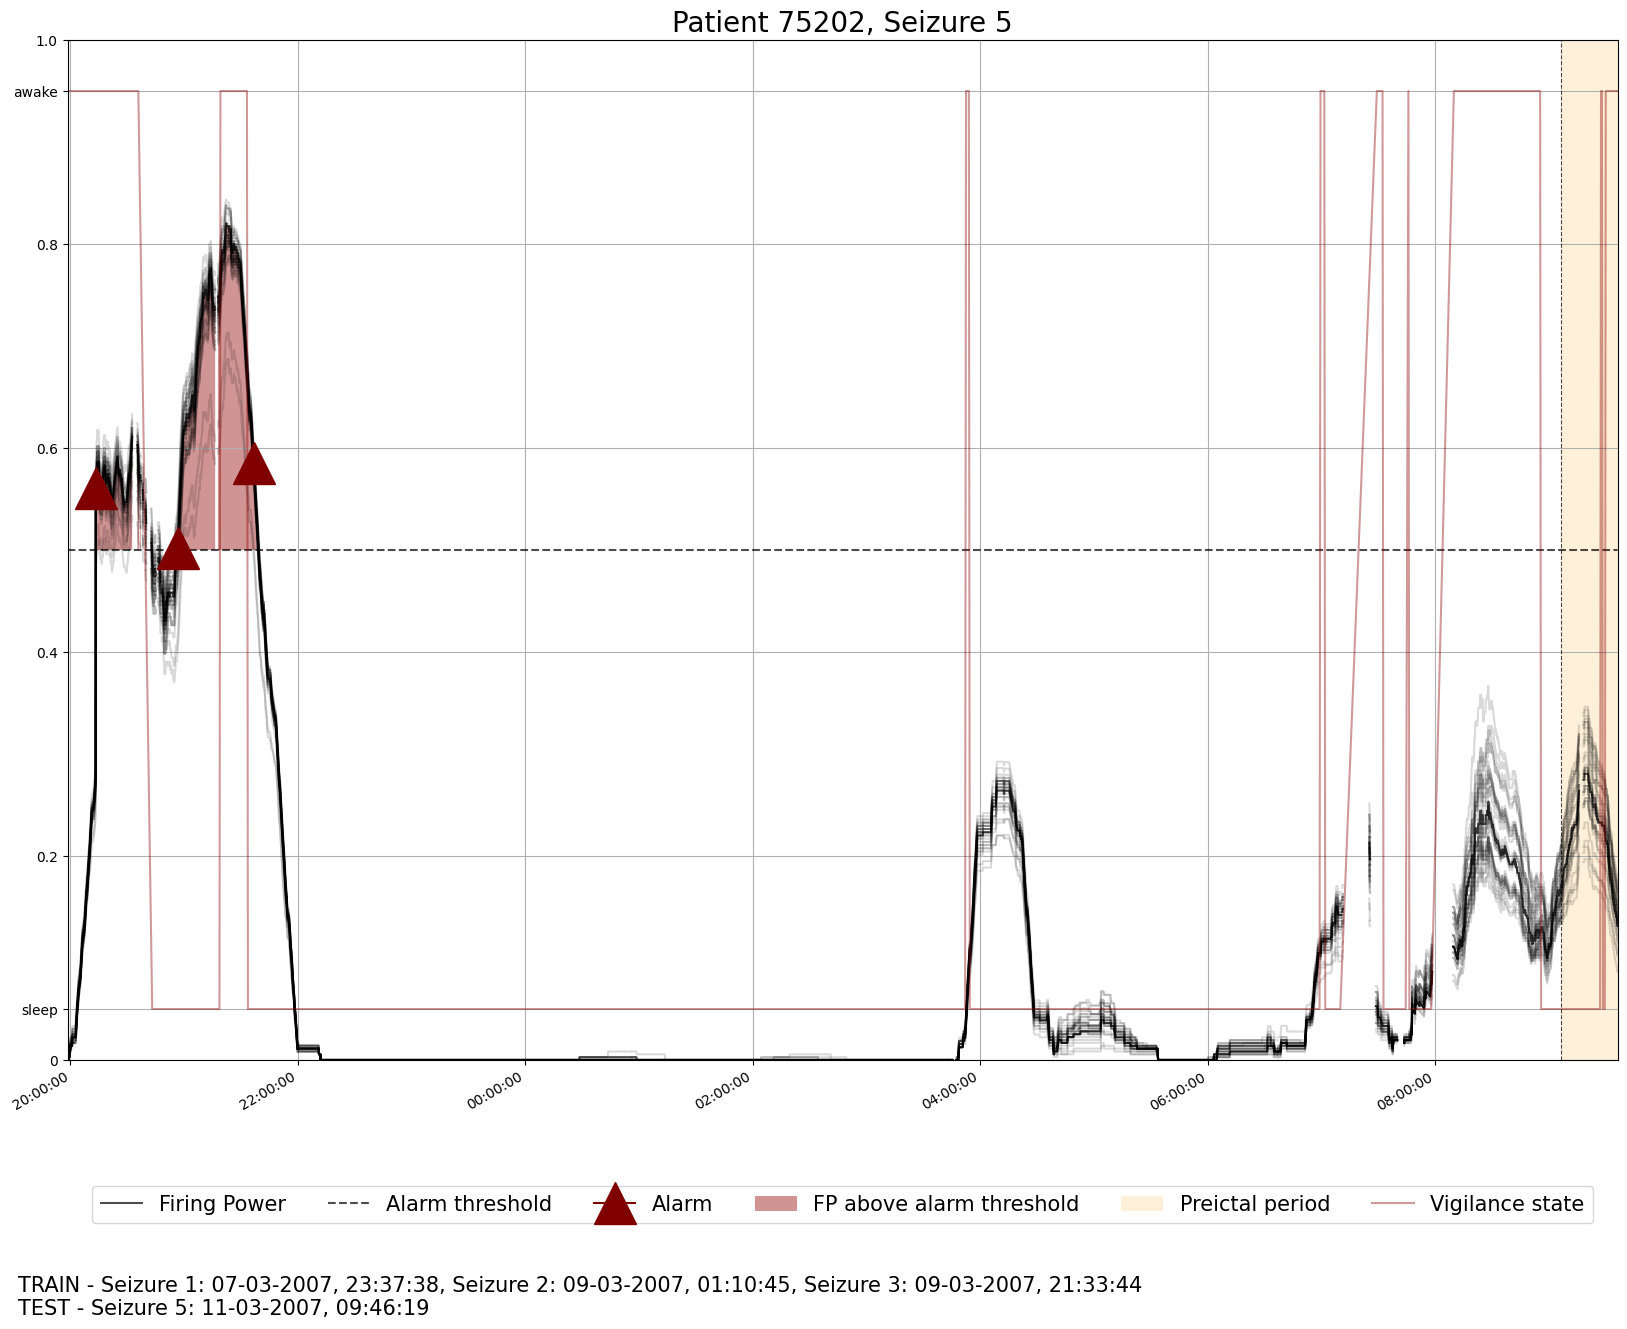 Patient 75202, Seizure 5
1.0
awake
0.8
0.6
0.4
0.2
sleep
0
20:00:00
22:00:00
00:00:00
02:00:00
04:00:00
06:00:00
08:00:00
Firing Power
Alarm threshold
Alarm
FP above alarm threshold
Preictal period
Vigilance state
TRAIN - Seizure 1: 07-03-2007, 23:37:38, Seizure 2: 09-03-2007, 01:10:45, Seizure 3: 09-03-2007, 21:33:44
TEST - Seizure 5: 11-03-2007, 09:46:19